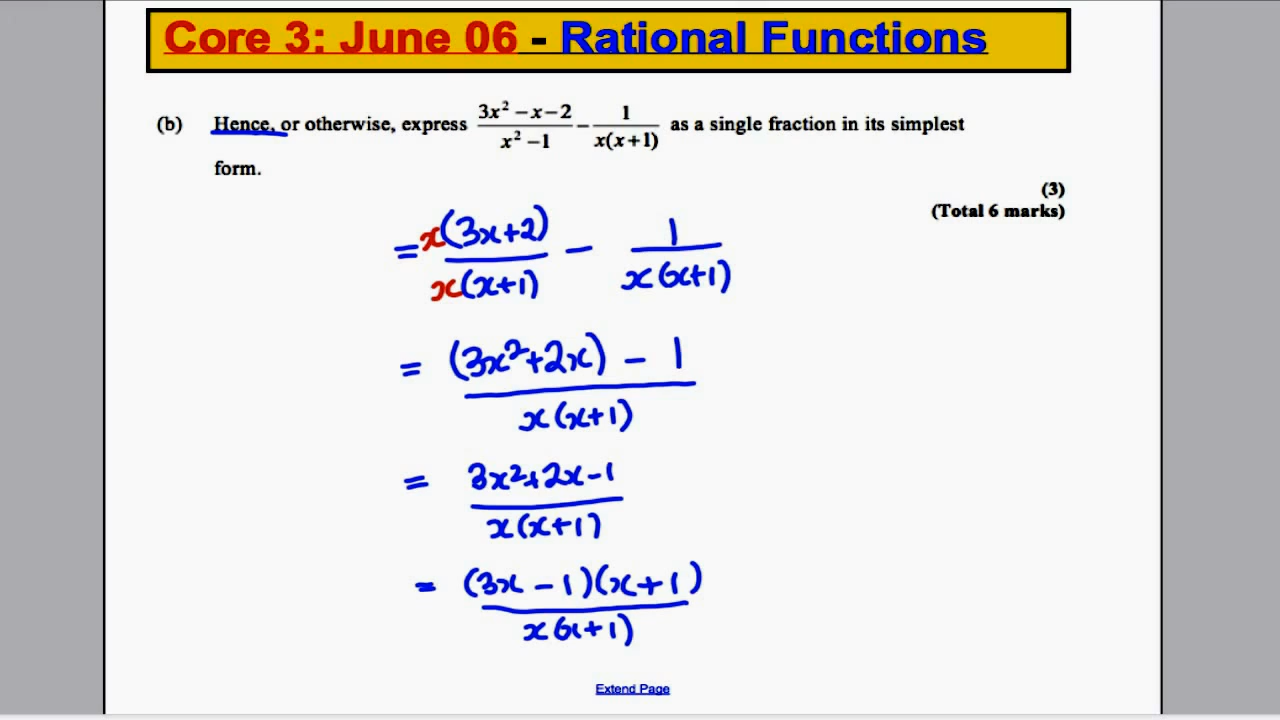 Core 3: June 06 - Rational Functions
(b) Hence, or otherwise, express (3x² - x - 2)/(x² - 1) - 1/(x(x+1)) as a single fraction in its simplest
form.
(3)
(Total 6 marks)
= x(3x+2)/x(x+1) - 1/x(x+1)
= ((3x²+2x) - 1)/x(x+1)
= (3x²+2x-1)/x(x+1)
= (3x-1)(x+1)/x(x+1)
Extend Page